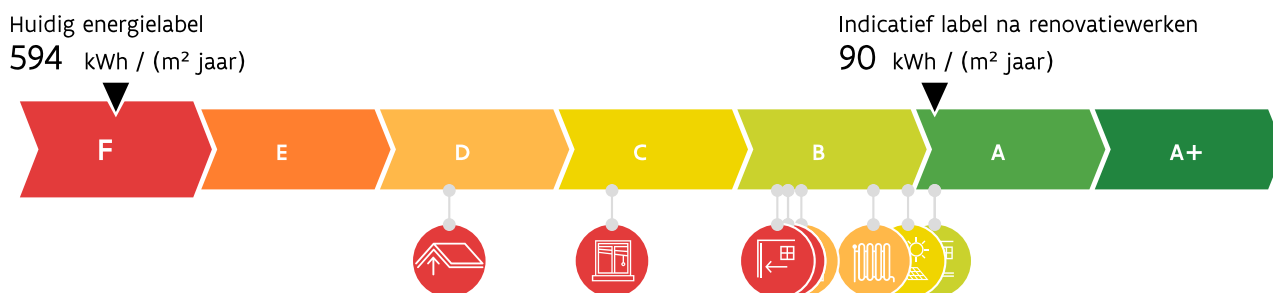 Huidig energielabel
594 kWh / (m² jaar)
Indicatief label na renovatiewerken
90 kWh / (m² jaar)
F E D C B A A+